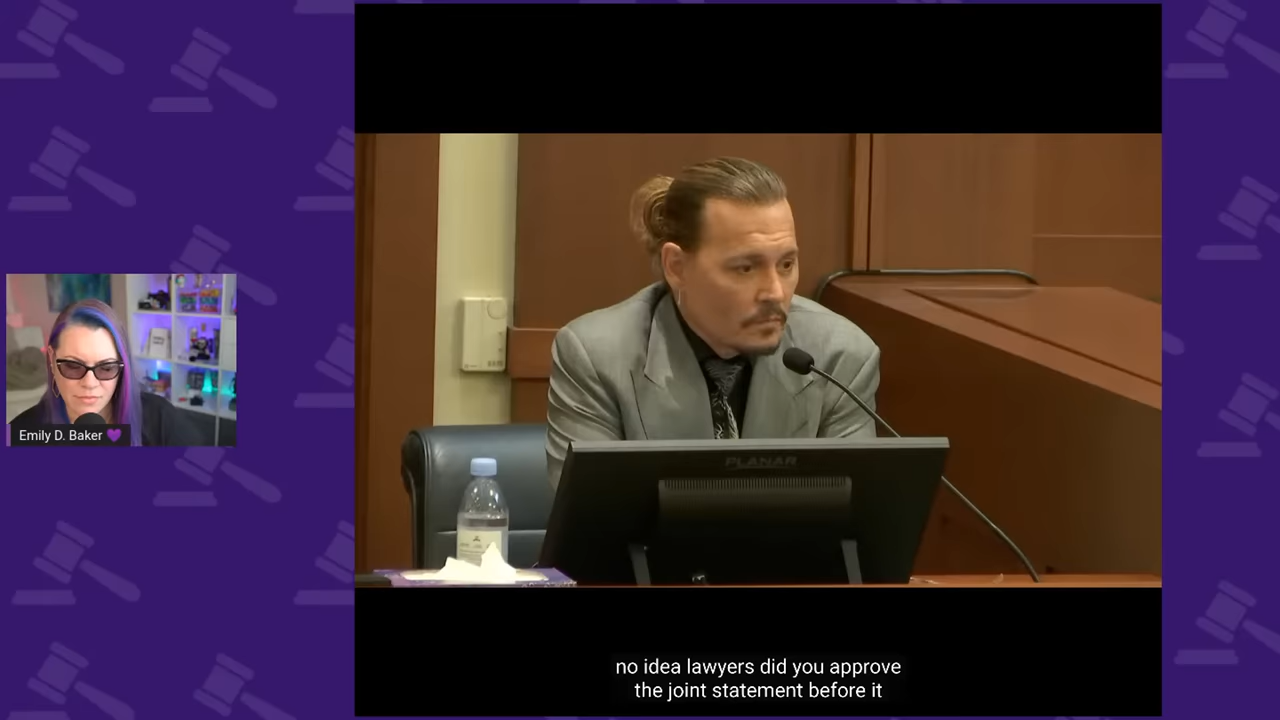 PLANAR
Emily D. Baker 💜
no idea lawyers did you approve
the joint statement before it